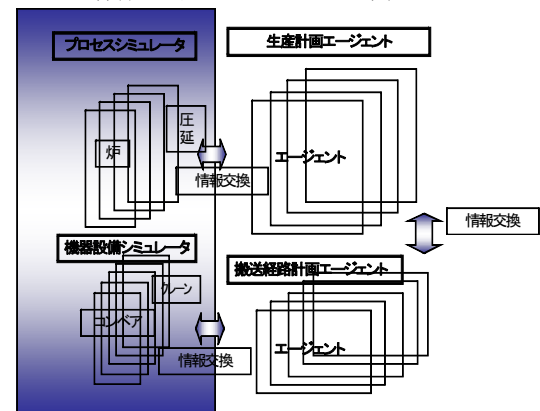 プロセスシミュレータ
生産計画エージェント
圧
延
炉
エージェント
情報交換
情報交換
機器設備シミュレータ
搬送経路計画エージェント
クレーン
コンベア
エージェント
情報交換